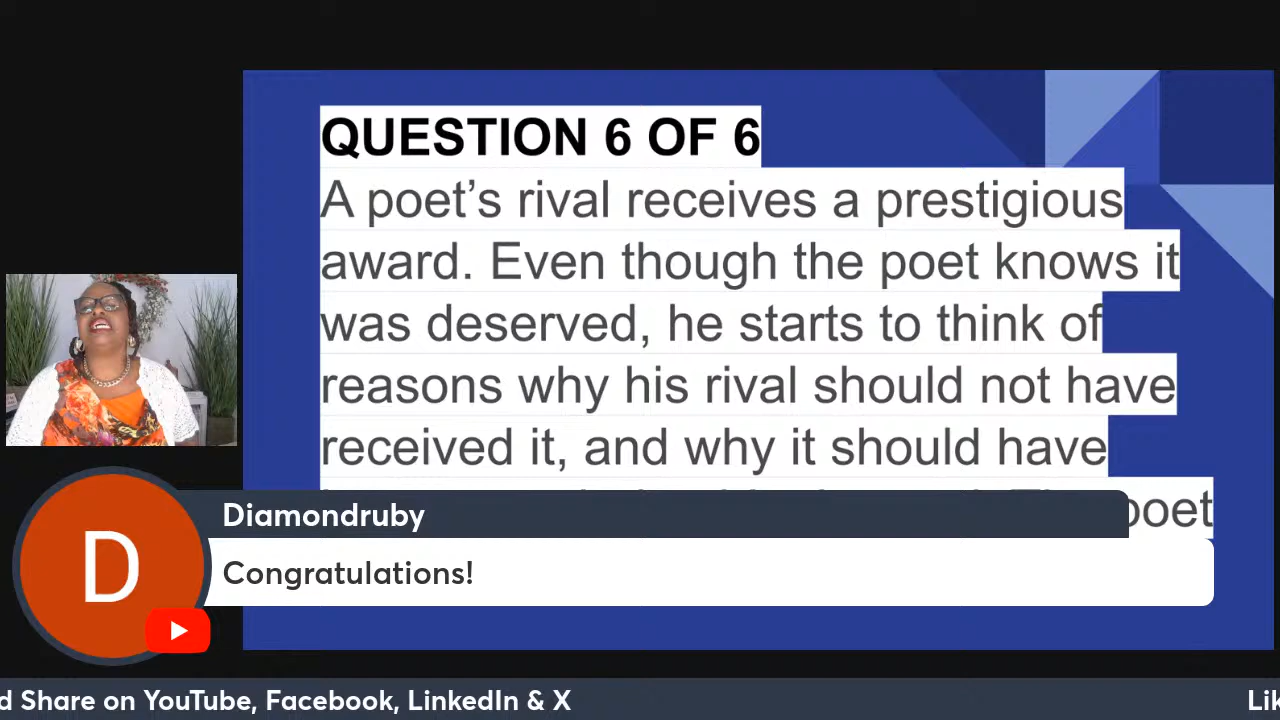 QUESTION 6 OF 6
A poet’s rival receives a prestigious
award. Even though the poet knows it
was deserved, he starts to think of
reasons why his rival should not have
received it, and why it should have
poet
Diamondruby
D
Congratulations!
d Share on YouTube, Facebook, LinkedIn & X
Lik